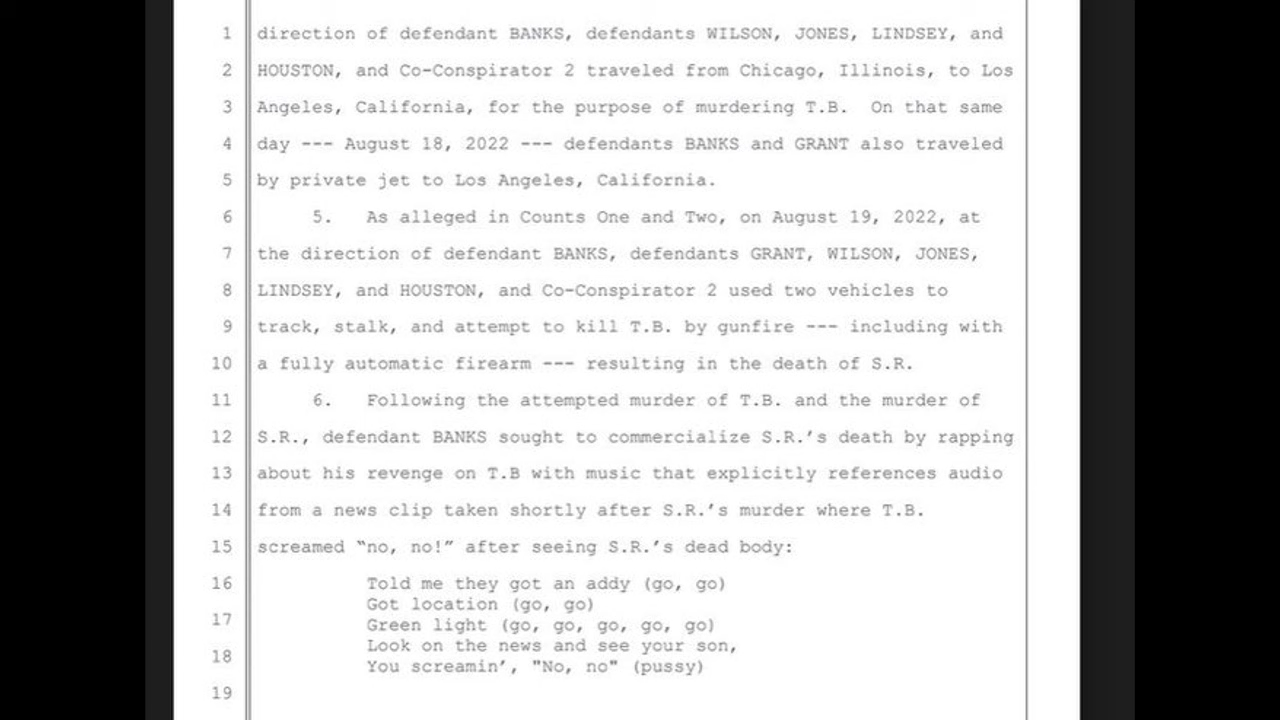 1 direction of defendant BANKS, defendants WILSON, JONES, LINDSEY, and
2 HOUSTON, and Co-Conspirator 2 traveled from Chicago, Illinois, to Los
3 Angeles, California, for the purpose of murdering T.B.  On that same
4 day --- August 18, 2022 --- defendants BANKS and GRANT also traveled
5 by private jet to Los Angeles, California.
6 5.  As alleged in Counts One and Two, on August 19, 2022, at
7 the direction of defendant BANKS, defendants GRANT, WILSON, JONES,
8 LINDSEY, and HOUSTON, and Co-Conspirator 2 used two vehicles to
9 track, stalk, and attempt to kill T.B. by gunfire --- including with
10 a fully automatic firearm --- resulting in the death of S.R.
11 6.  Following the attempted murder of T.B. and the murder of
12 S.R., defendant BANKS sought to commercialize S.R.’s death by rapping
13 about his revenge on T.B with music that explicitly references audio
14 from a news clip taken shortly after S.R.’s murder where T.B.
15 screamed “no, no!” after seeing S.R.’s dead body:
16 Told me they got an addy (go, go)
Got location (go, go)
17 Green light (go, go, go, go, go)
Look on the news and see your son,
18 You screamin’, "No, no" (pussy)
19